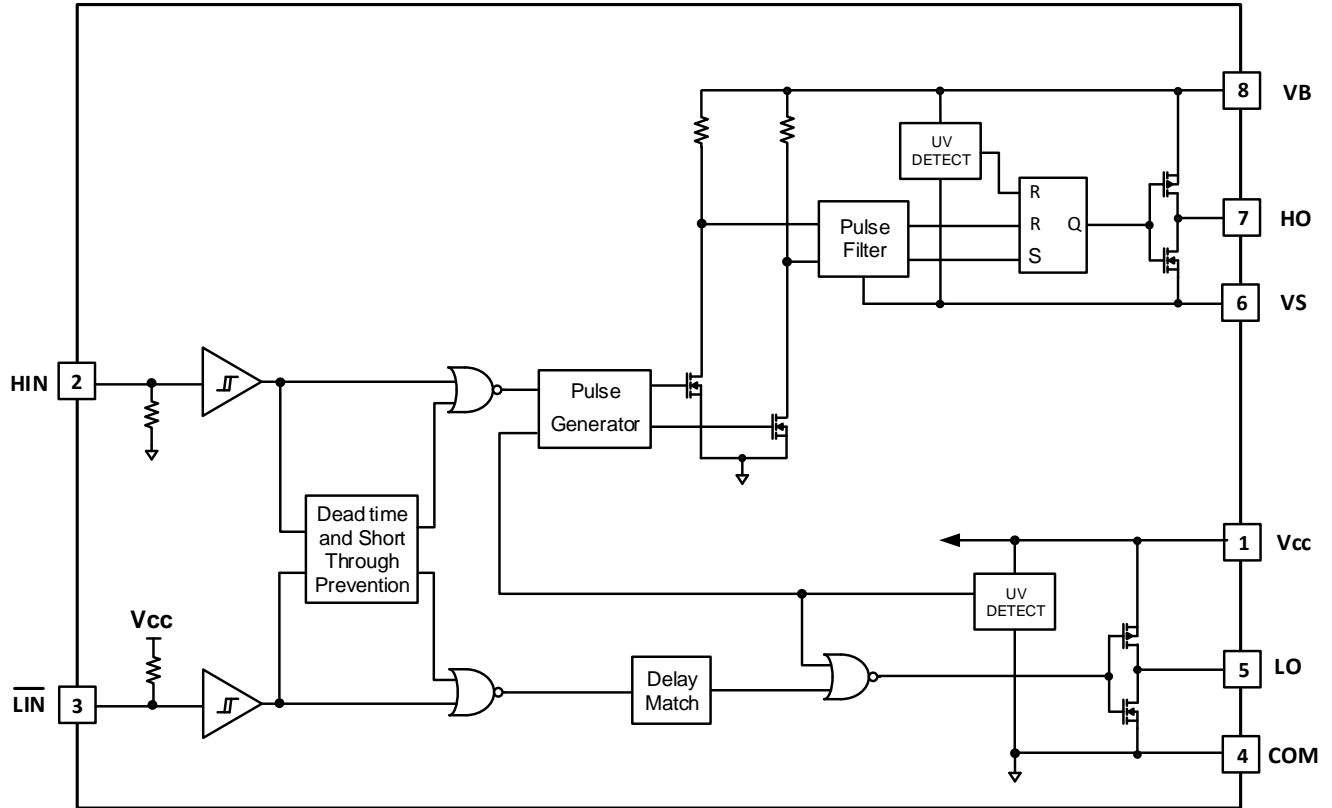 8 VB
UV
DETECT
R
R Q
S
7 HO
Pulse
Filter
6 VS
HIN 2
Pulse
Generator
Dead time
and Short
Through
Prevention
1 Vcc
UV
DETECT
Vcc
LIN 3
Delay
Match
5 LO
4 COM